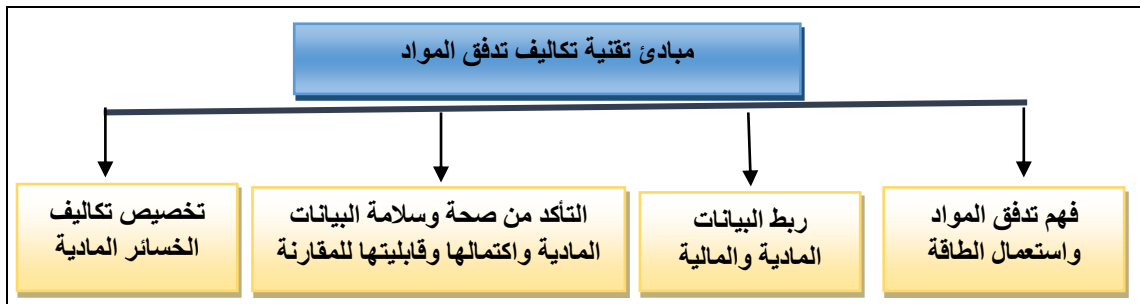 مبادئ تقنية تكاليف تدفق المواد
فهم تدفق المواد
واستعمال الطاقة
ربط البيانات
المادية والمالية
التأكد من صحة وسلامة البيانات
المادية واكتمالها وقابليتها للمقارنة
تخصيص تكاليف
الخسائر المادية